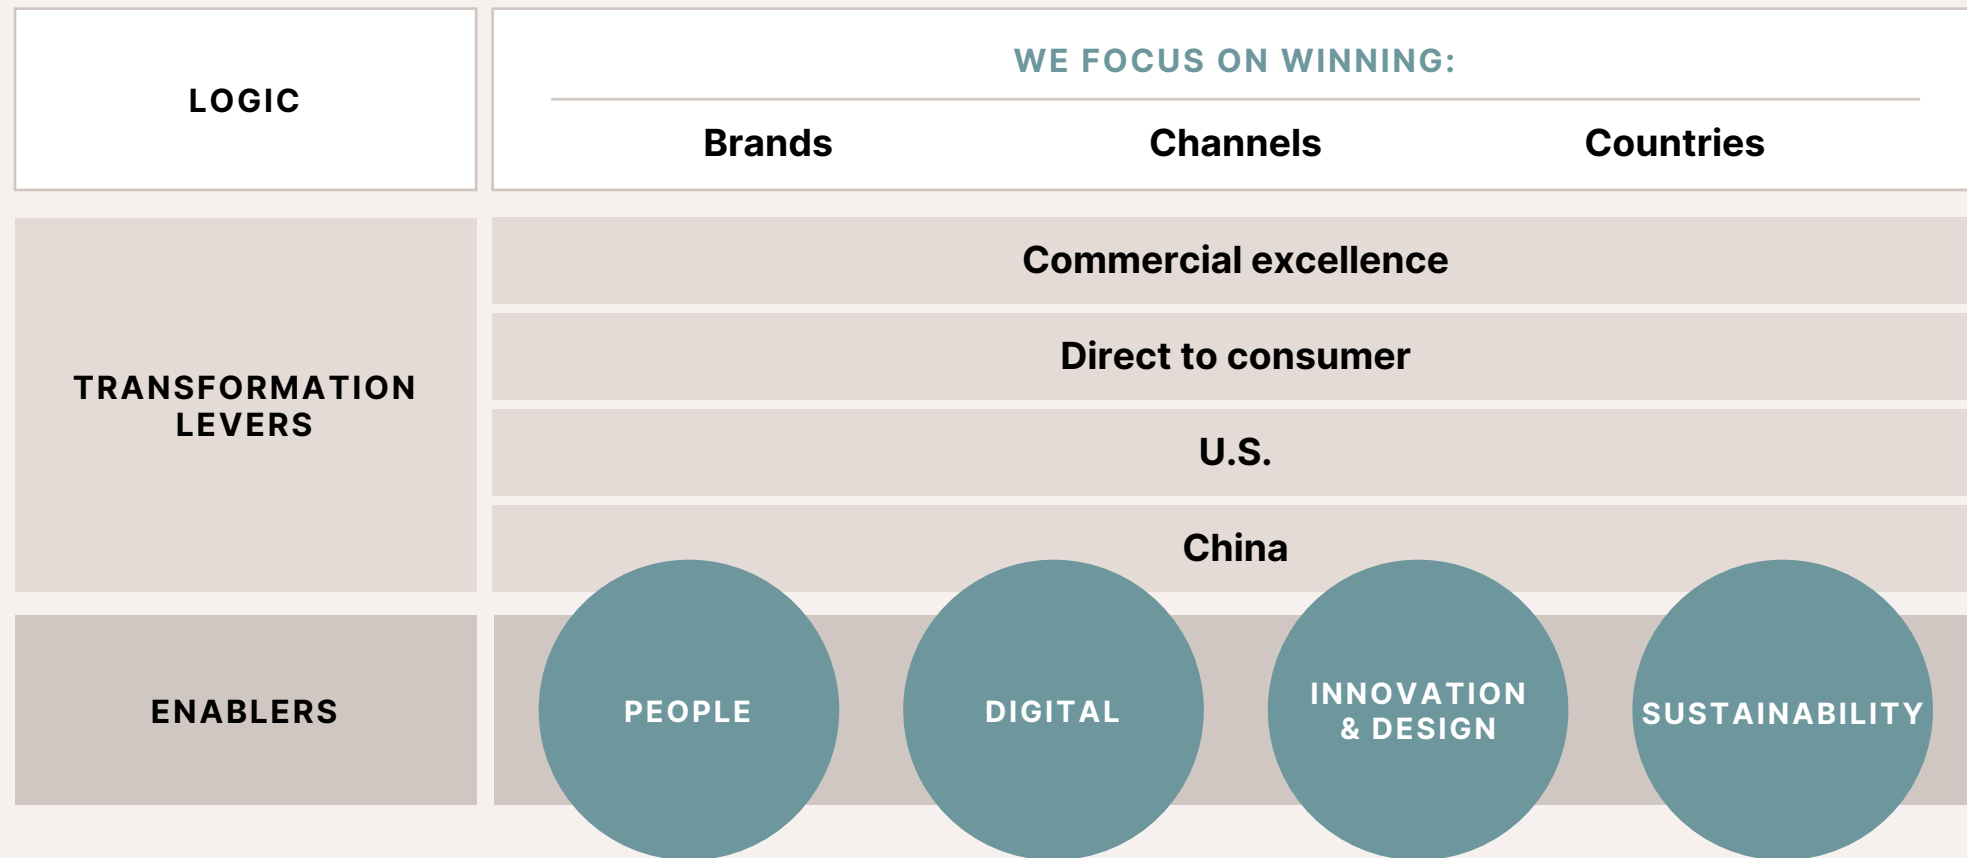 LOGIC
WE FOCUS ON WINNING:
Brands Channels Countries
TRANSFORMATION
LEVERS
Commercial excellence
Direct to consumer
U.S.
China
ENABLERS
PEOPLE
DIGITAL
INNOVATION
& DESIGN
SUSTAINABILITY